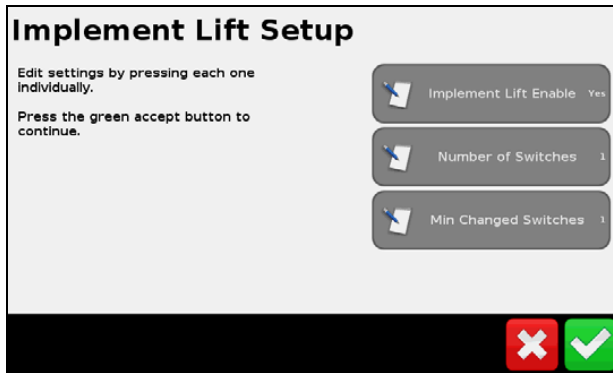 Implement Lift Setup
Edit settings by pressing each one
individually.
Press the green accept button to
continue.
Implement Lift Enable Yes
Number of Switches 1
Min Changed Switches 1